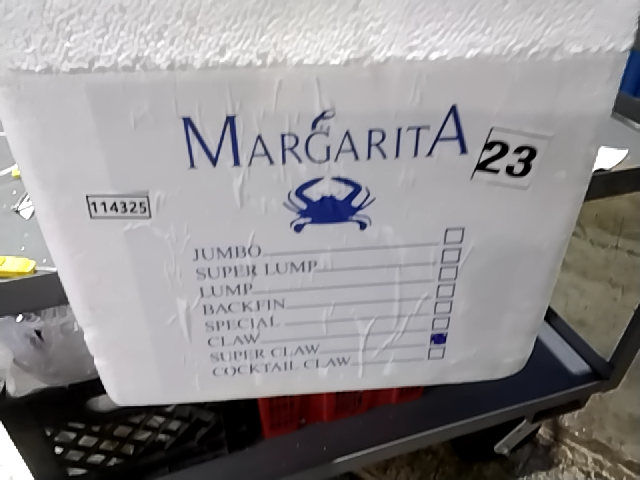 MARGARITA
23
114325
JUMBO
SUPER LUMP
LUMP
BACKFIN
SPECIAL
CLAW
SUPER CLAW
COCKTAIL CLAW